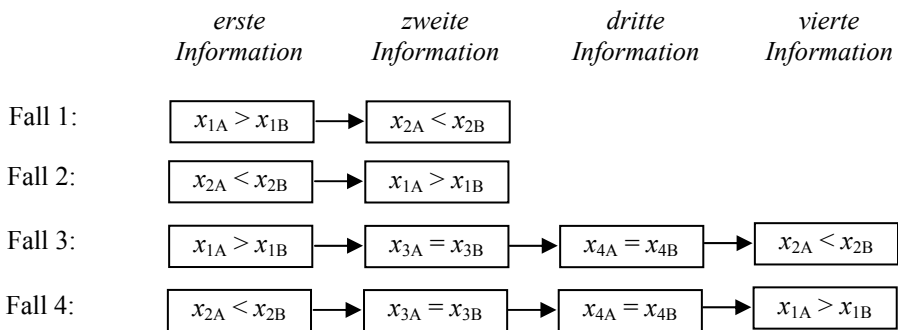 erste zweite dritte vierte
Information Information Information Information
Fall 1: x1A > x1B x2A < x2B
Fall 2: x2A < x2B x1A > x1B
Fall 3: x1A > x1B x3A = x3B x4A = x4B x2A < x2B
Fall 4: x2A < x2B x3A = x3B x4A = x4B x1A > x1B